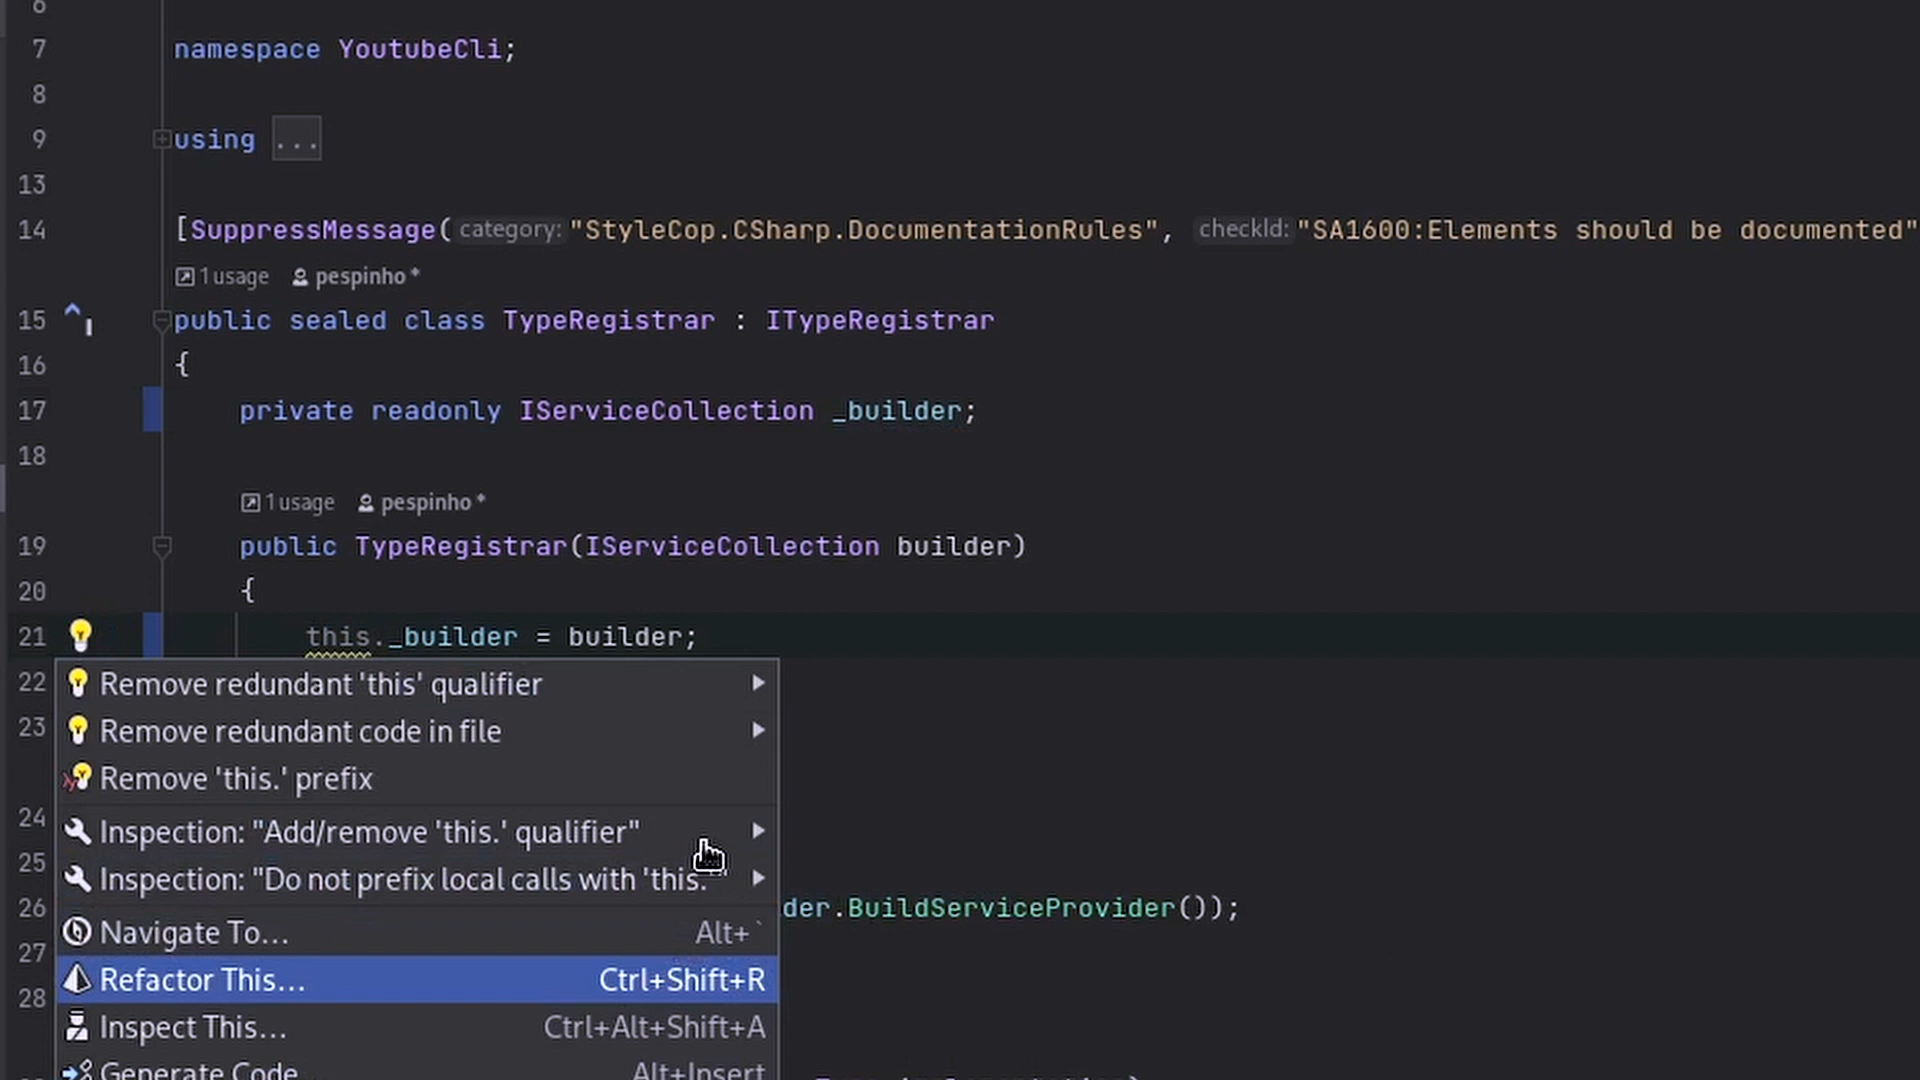 6
7 namespace YoutubeCli;
8
9 using ...
13
14 [SuppressMessage(category:"StyleCop.CSharp.DocumentationRules", checkId:"SA1600:Elements should be documented"
1 usage pespinho *
15 public sealed class TypeRegistrar : ITypeRegistrar
16 {
17 private readonly IServiceCollection _builder;
18
1 usage pespinho *
19 public TypeRegistrar(IServiceCollection builder)
20 {
21 this._builder = builder;
22
Remove redundant 'this' qualifier
23
Remove redundant code in file
Remove 'this.' prefix
24
Inspection: "Add/remove 'this.' qualifier"
25
Inspection: "Do not prefix local calls with 'this.'"
26 der.BuildServiceProvider());
Navigate To... Alt+`
27
Refactor This... Ctrl+Shift+R
28
Inspect This... Ctrl+Alt+Shift+A
Generate Code... Alt+Insert